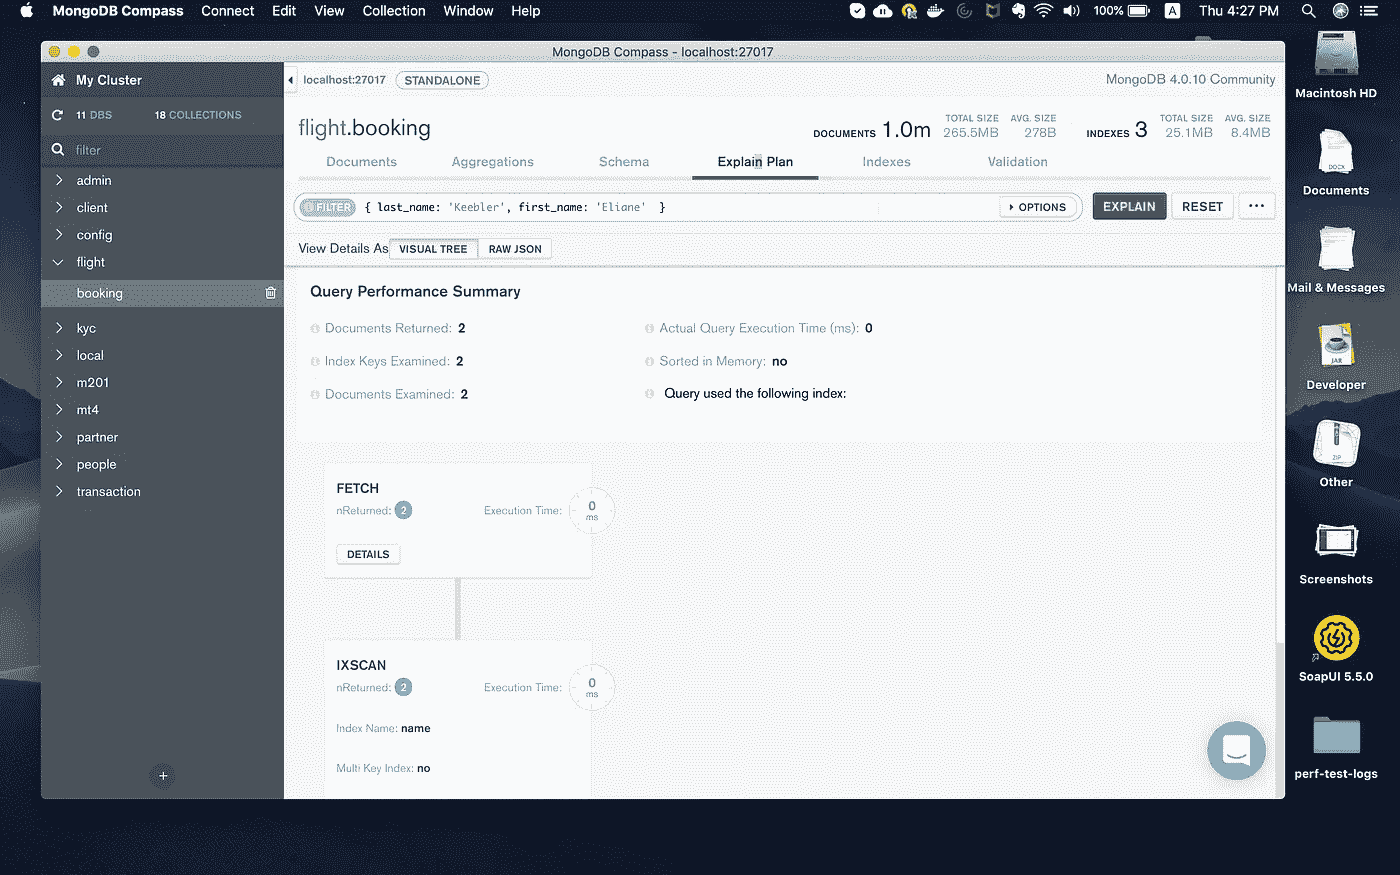 MongoDB Compass Connect Edit View Collection Window Help 100% A Thu 4:27 PM
MongoDB Compass - localhost:27017
My Cluster
11 DBS 18 COLLECTIONS
filter
admin
client
config
flight
booking
kyc
local
m201
mt4
partner
people
transaction
+
localhost:27017 STANDALONE MongoDB 4.0.10 Community
flight.booking
DOCUMENTS 1.0m TOTAL SIZE 265.5MB AVG. SIZE 278B INDEXES 3 TOTAL SIZE 25.1MB AVG. SIZE 8.4MB
Documents Aggregations Schema Explain Plan Indexes Validation
FILTER { last_name: 'Keebler', first_name: 'Eliane' } OPTIONS EXPLAIN RESET ...
View Details As VISUAL TREE RAW JSON
Query Performance Summary
Documents Returned: 2 Actual Query Execution Time (ms): 0
Index Keys Examined: 2 Sorted in Memory: no
Documents Examined: 2 Query used the following index:
FETCH
nReturned: 2 Execution Time: 0 ms
DETAILS
IXSCAN
nReturned: 2 Execution Time: 0 ms
Index Name: name
Multi Key Index: no
Macintosh HD
DOCX
Documents
Mail & Messages
JAR
Developer
ZIP
Other
Screenshots
SoapUI 5.5.0
perf-test-logs